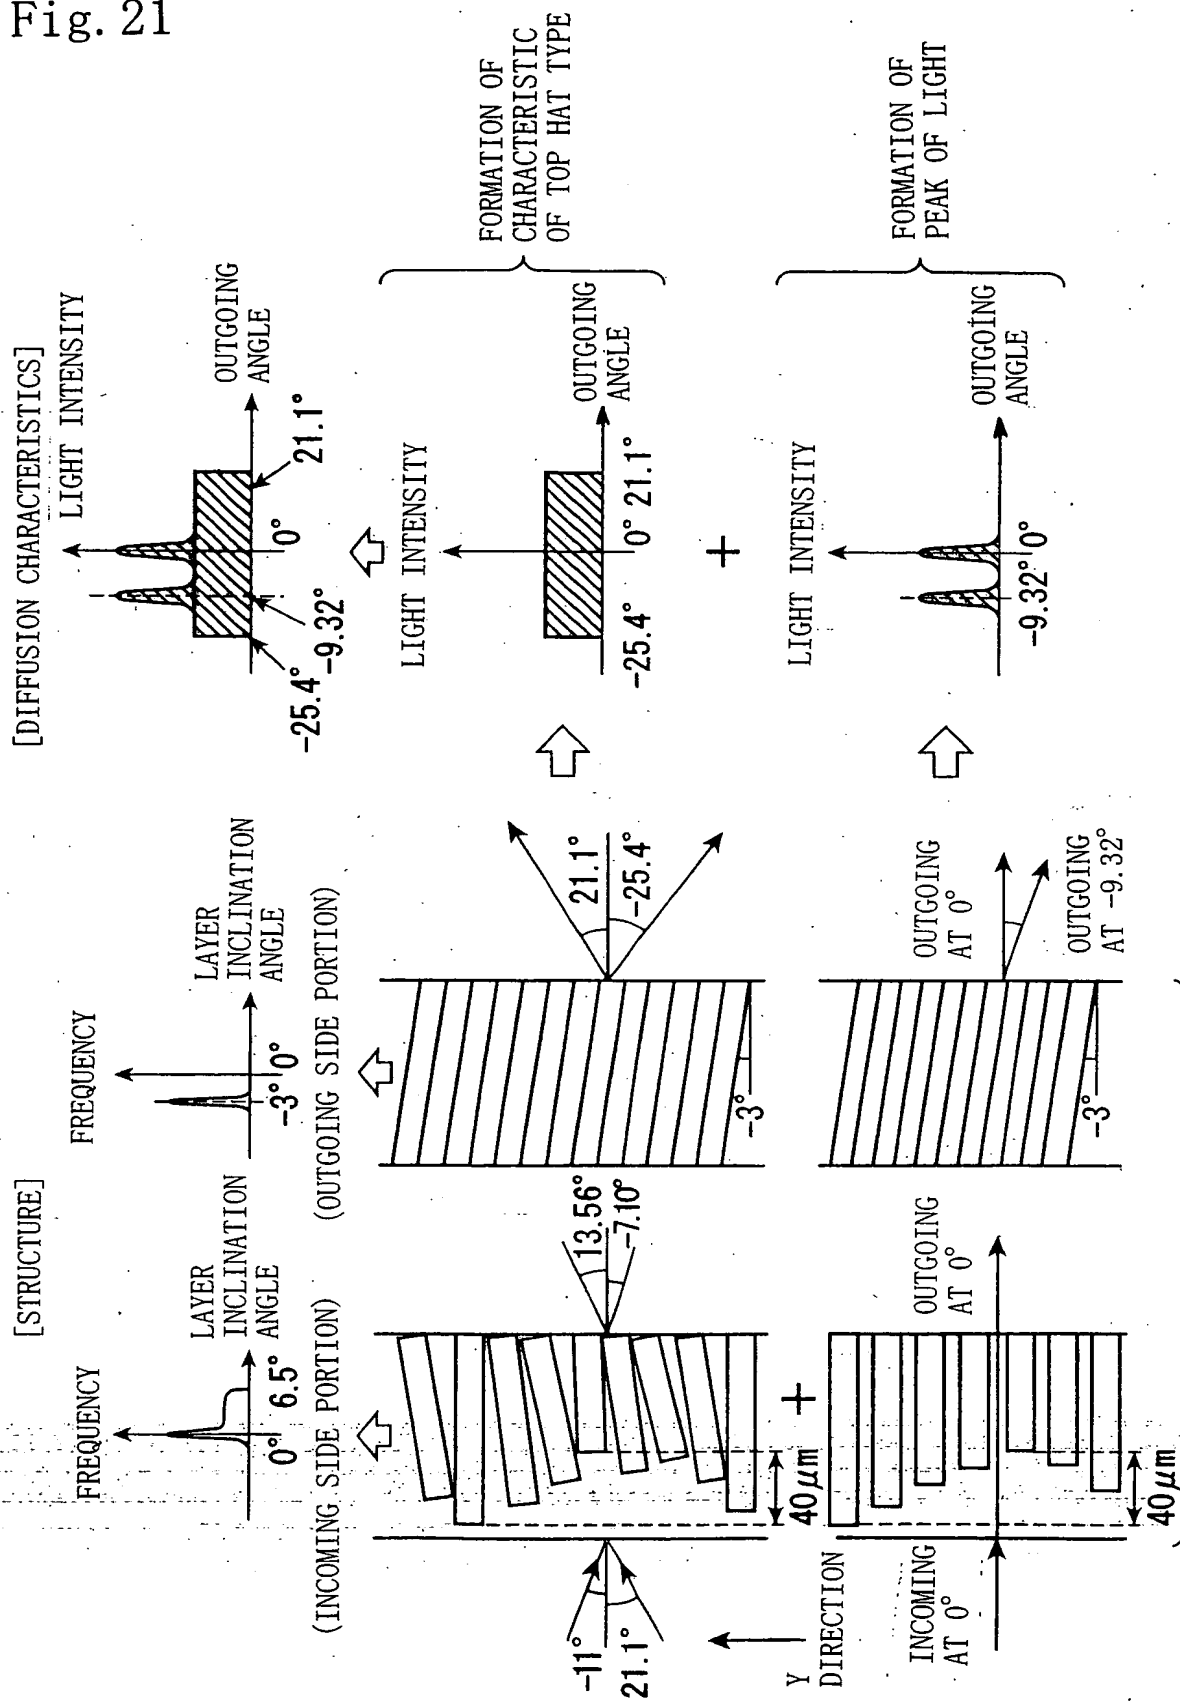 Fig. 21
[STRUCTURE]
[DIFFUSION CHARACTERISTICS]
FREQUENCY
LAYER
INCLINATION
ANGLE
0° 6.5°
(INCOMING SIDE PORTION)
FREQUENCY
LAYER
INCLINATION
ANGLE
-3° 0°
(OUTGOING SIDE PORTION)
LIGHT INTENSITY
OUTGOING
ANGLE
-25.4°
-9.32°
0°
21.1°
-11°
21.1°
40μm
13.56°
-7.10°
-3°
21.1°
-25.4°
LIGHT INTENSITY
OUTGOING
ANGLE
-25.4°
0° 21.1°
FORMATION OF
CHARACTERISTIC
OF TOP HAT TYPE
+
+
Y
DIRECTION
INCOMING
AT 0°
40μm
OUTGOING
AT 0°
-3°
OUTGOING
AT 0°
OUTGOING
AT -9.32°
LIGHT INTENSITY
OUTGOING
ANGLE
-9.32° 0°
FORMATION OF
PEAK OF LIGHT